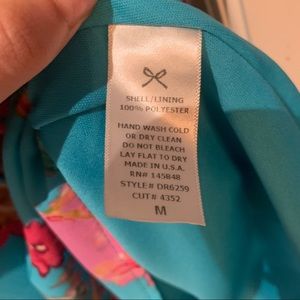 SHELL/LINING
100% POLYESTER
HAND WASH COLD
OR DRY CLEAN
DO NOT BLEACH
LAY FLAT TO DRY
MADE IN U.S.A.
RN# 145848
STYLE# DR6259
CUT# 4352
M